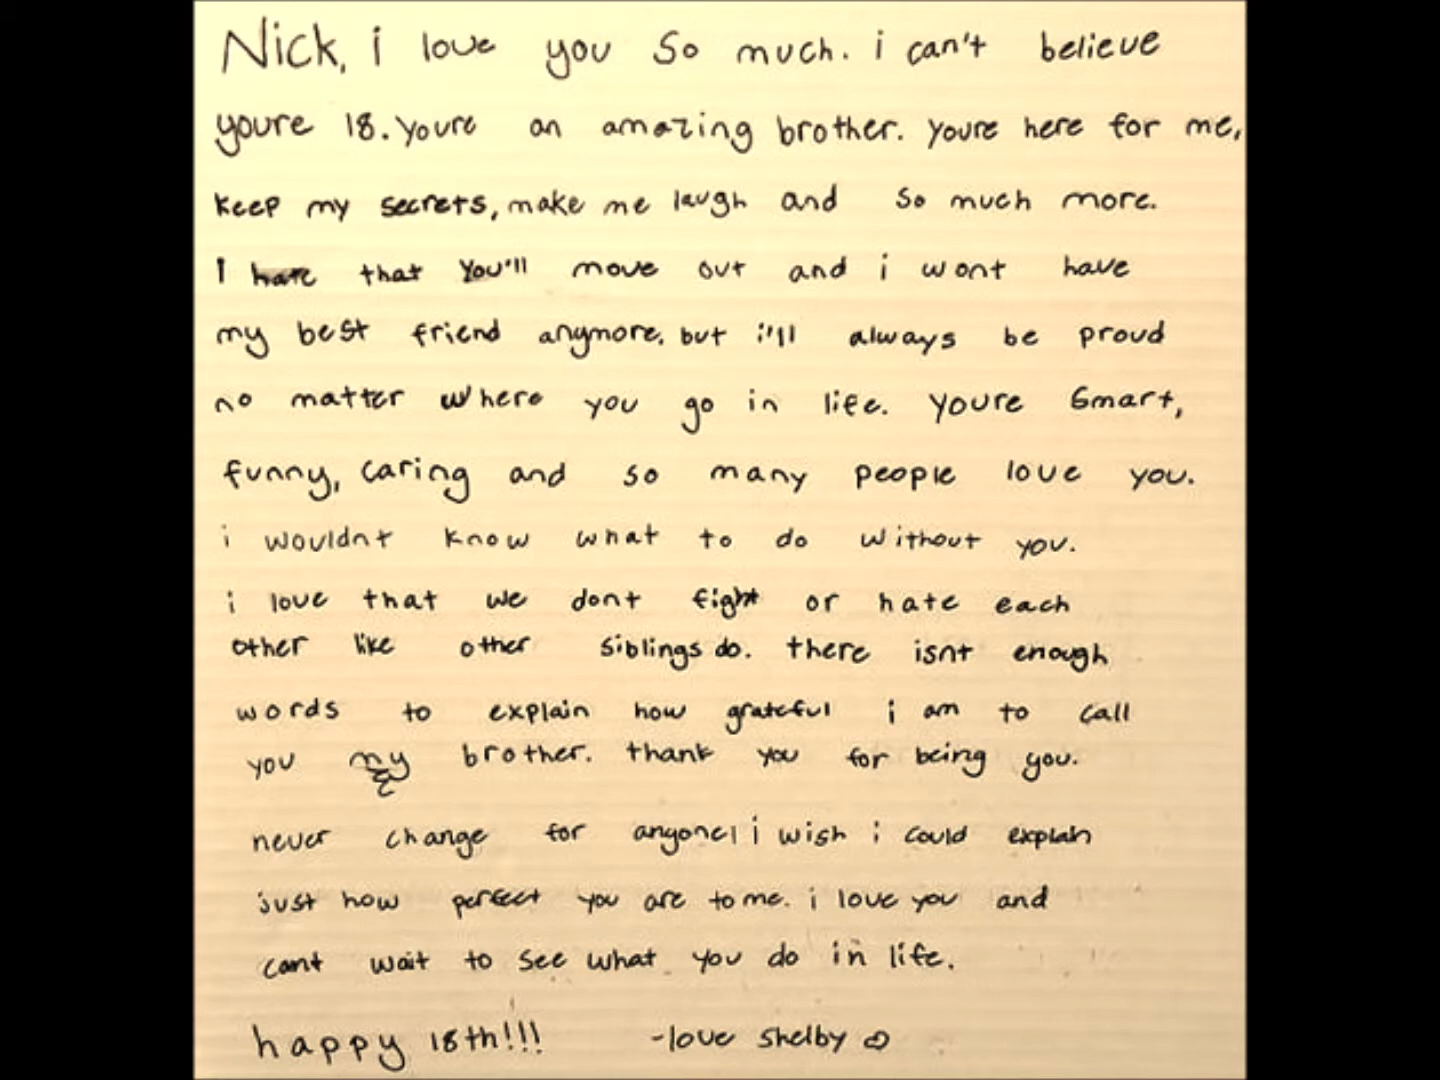 Nick, i love you so much. i can't believe
youre 18. youre an amazing brother. youre here for me,
keep my secrets, make me laugh and so much more.
I hate that you'll move out and i wont have
my best friend anymore. but i'll always be proud
no matter where you go in life. youre smart,
funny, caring and so many people love you.
i wouldnt know what to do without you.
i love that we dont fight or hate each
other like other siblings do. there isnt enough
words to explain how grateful i am to call
you my brother. thank you for being you.
never change for anyone! i wish i could explain
just how perfect you are to me. i love you and
cant wait to see what you do in life.
happy 18th!!! -love shelby ♡